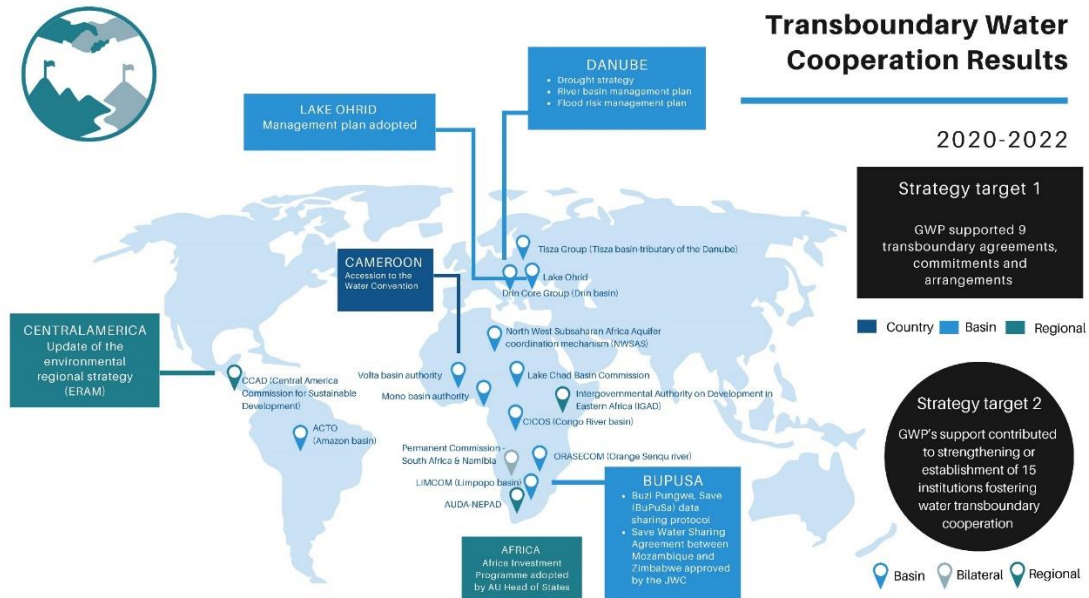 Transboundary Water
Cooperation Results
2020-2022
DANUBE
Drought strategy
River basin management plan
Flood risk management plan
LAKE OHRID
Management plan adopted
Strategy target 1
GWP supported 9
transboundary agreements,
commitments and
arrangements
Country
Basin
Regional
Tisza Group (Tisza basin-tributary of the Danube)
Lake Ohrid
Drin Core Group (Drin basin)
CAMEROON
Accession to the
Water Convention
CENTRALAMERICA
Update of the
environmental
regional strategy
(ERAM)
North West Subsaharan Africa Aquifer
coordination mechanism (NWSAS)
CCAD (Central America
Commission for Sustainable
Development)
Volta basin authority
Lake Chad Basin Commission
Mono basin authority
Intergovernmental Authority on Development in
Eastern Africa (IGAD)
CICOS (Congo River basin)
ACTO
(Amazon basin)
Permanent Commission -
South Africa & Namibia
ORASECOM (Orange Senqu river)
LIMCOM (Limpopo basin)
AUDA-NEPAD
BUPUSA
Buzi Pungwe, Save
(BuPuSa) data
sharing protocol
Save Water Sharing
Agreement between
Mozambique and
Zimbabwe approved
by the JWC
AFRICA
Africa Investment
Programme adopted
by AU Head of States
Strategy target 2
GWP's support contributed
to strengthening or
establishment of 15
institutions fostering
water transboundary
cooperation
Basin
Bilateral
Regional